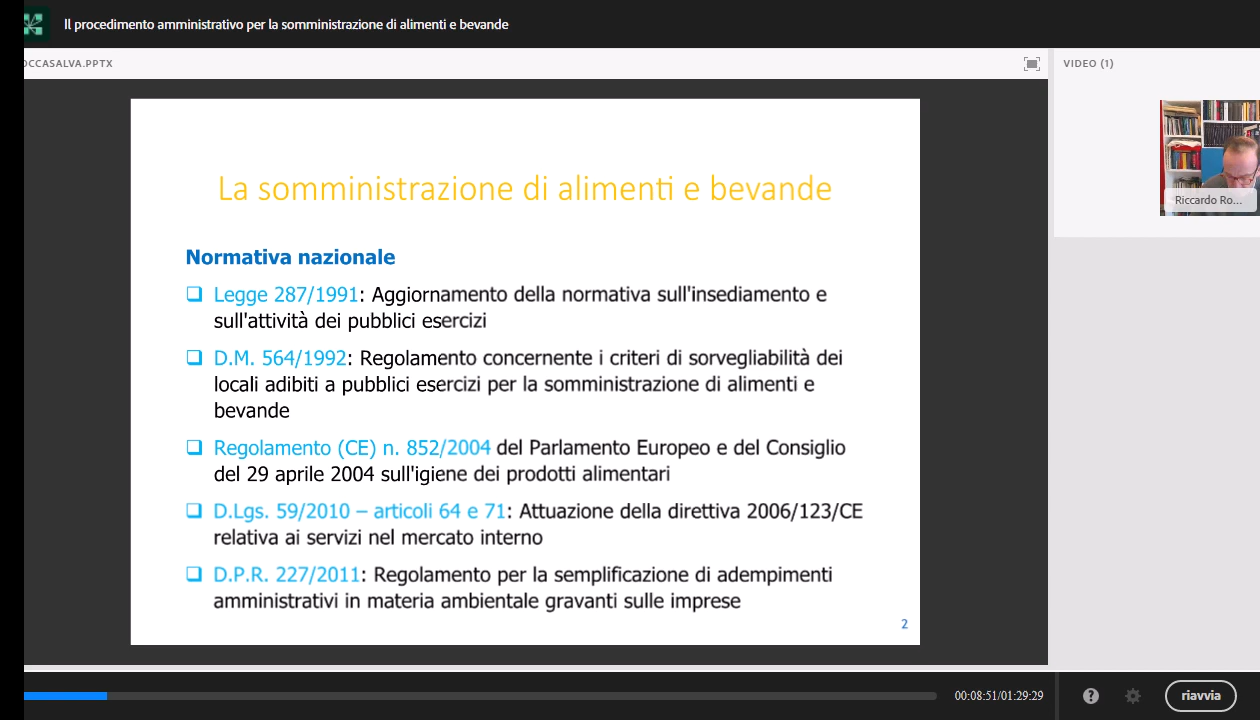 Il procedimento amministrativo per la somministrazione di alimenti e bevande
OCCASALVA.PPTX
VIDEO (1)
La somministrazione di alimenti e bevande
Normativa nazionale
Legge 287/1991: Aggiornamento della normativa sull'insediamento e
sull'attività dei pubblici esercizi
D.M. 564/1992: Regolamento concernente i criteri di sorvegliabilità dei
locali adibiti a pubblici esercizi per la somministrazione di alimenti e
bevande
Regolamento (CE) n. 852/2004 del Parlamento Europeo e del Consiglio
del 29 aprile 2004 sull'igiene dei prodotti alimentari
D.Lgs. 59/2010 – articoli 64 e 71: Attuazione della direttiva 2006/123/CE
relativa ai servizi nel mercato interno
D.P.R. 227/2011: Regolamento per la semplificazione di adempimenti
amministrativi in materia ambientale gravanti sulle imprese
2
Riccardo Ro...
00:08:51/01:29:29
?
riavvia